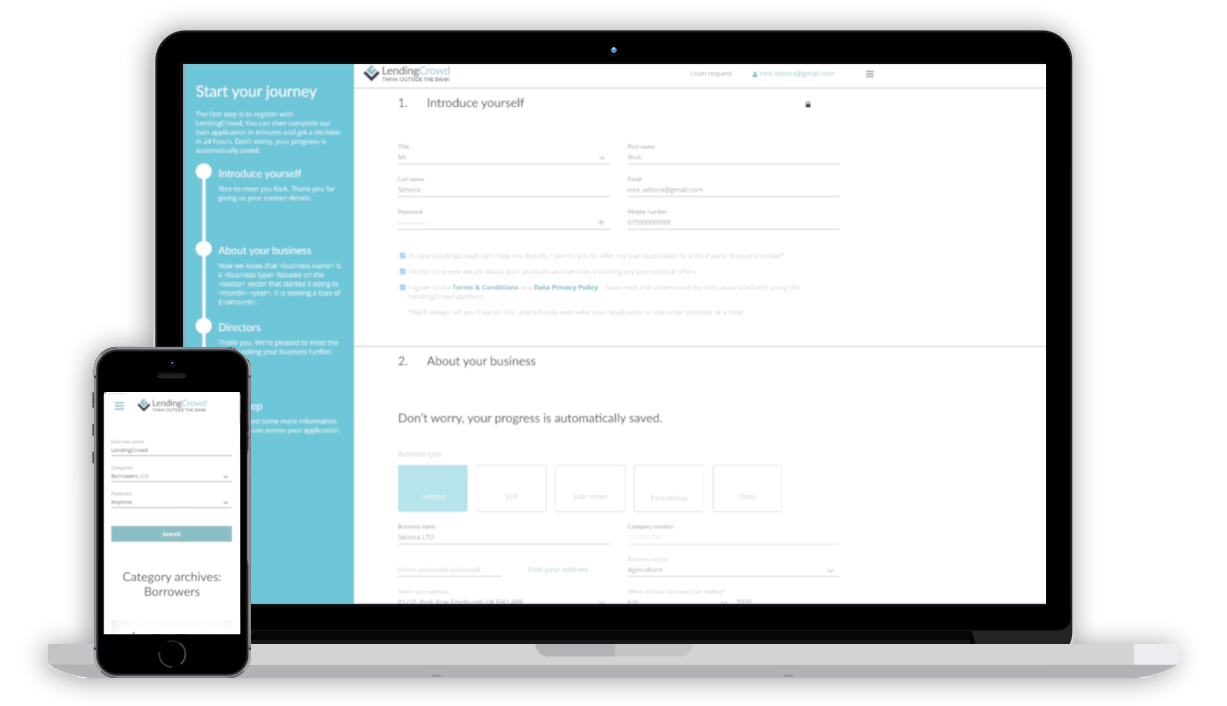 Start your journey
The first step is to register with
LendingCrowd. You can then complete our
loan application in minutes and get a decision
in 24 hours. Don't worry, your progress is
automatically saved.
Introduce yourself
Nice to meet you Nick. Thank you for
giving us your contact details.
About your business
Now we know that <business name> is
a <business type> focused on the
<sector> sector that started trading in
<month> <year>. It is seeking a loan of
£<amount>.
Directors
Thank you. We're pleased to meet the
taking your business further.
ep
ed some more information
can assess your application.
LendingCrowd
THINK OUTSIDE THE BANK
Loan request
nick.sebora@gmail.com
1. Introduce yourself
Title
Mr
First name
Nick
Last name
Sebora
Email
nick.sebora@gmail.com
Password
Mobile number
07599999999
In case LendingCrowd can't help me directly, I permit you to refer my loan application to a third party finance provider*
I'd like to receive details about your products and services including any promotional offers
I agree to the Terms & Conditions and Data Privacy Policy. I have read and understood the risks associated with using the
LendingCrowd platform
*We'll always tell you if we do this, and will only ever refer your application to one other provider at a time
2. About your business
Don't worry, your progress is automatically saved.
Business type
Limited
LLP
Sole trader
Partnership
Other
Business name
Sebora LTD
Company number
Home postcode (optional)
Find your address
Business sector
Agriculture
Select your address
81/10, Park Row Edinburgh UK EH2 4BB
When did your business start trading?
July
2009
LendingCrowd
THINK OUTSIDE THE BANK
Enter key words
LendingCrowd
Categories
Borrowers (24)
Published
Anytime
Search
Category archives:
Borrowers